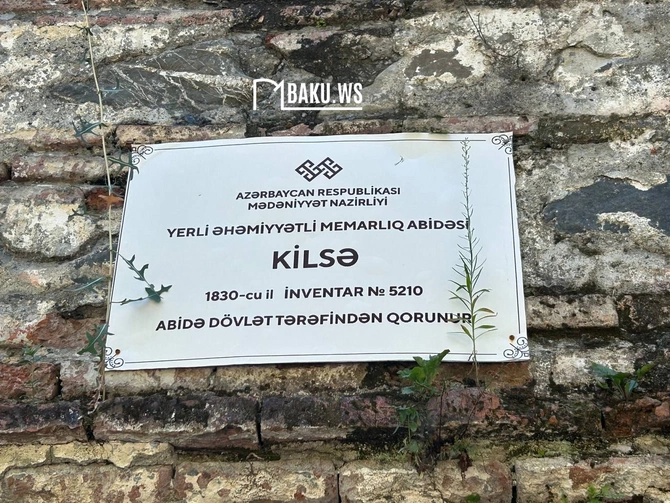 BAKU.WS
AZƏRBAYCAN RESPUBLİKASI
MƏDƏNİYYƏT NAZİRLİYİ
YERLİ ƏHƏMİYYƏTLİ MEMARLIQ ABİDƏSİ
KİLSƏ
1830-cu il İNVENTAR № 5210
ABİDƏ DÖVLƏT TƏRƏFİNDƏN QORUNUR